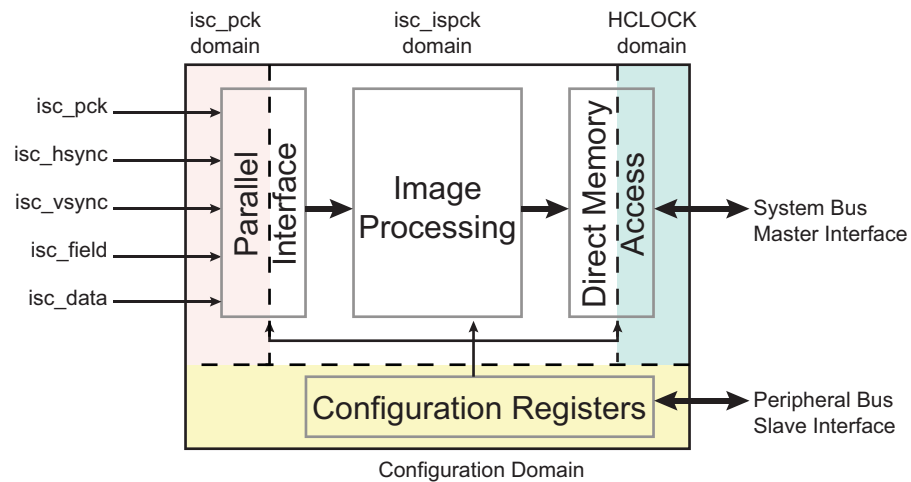 isc_pck
domain
isc_ispck
domain
HCLOCK
domain
isc_pck
isc_hsync
isc_vsync
isc_field
isc_data
Parallel
Interface
Image
Processing
Direct Memory
Access
System Bus
Master Interface
Configuration Registers
Peripheral Bus
Slave Interface
Configuration Domain